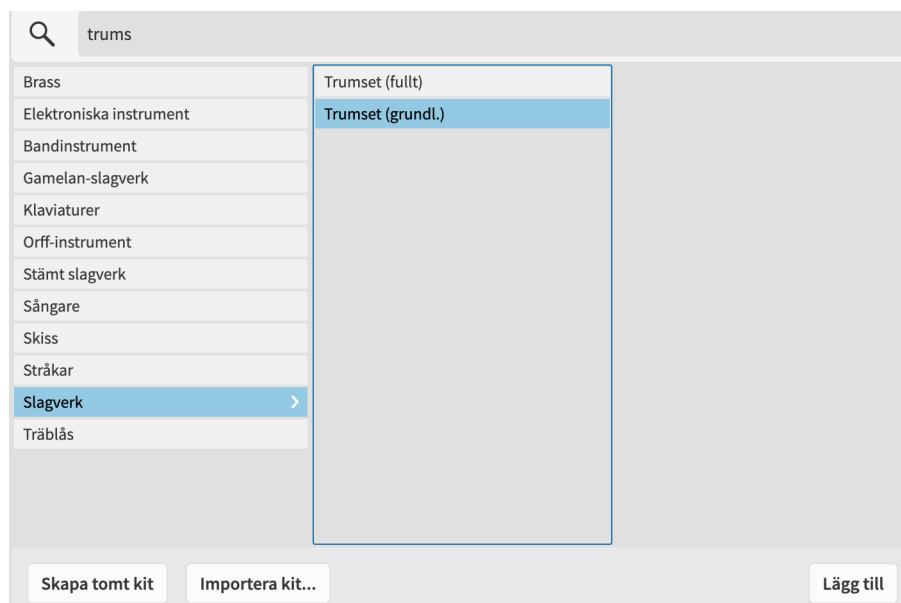 trums
Brass
Elektroniska instrument
Bandinstrument
Gamelan-slagverk
Klaviaturer
Orff-instrument
Stämt slagverk
Sångare
Skiss
Stråkar
Slagverk
Träblås
Trumset (fullt)
Trumset (grundl.)
Skapa tomt kit
Importera kit...
Lägg till